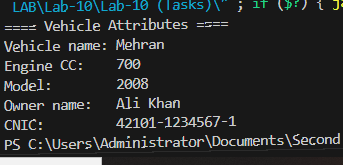 LAB\Lab-10\Lab-10 (Tasks)\" ; if ($?) { ja
==== Vehicle Attributes ====
Vehicle name: Mehran
Engine CC:    700
Model:        2008
Owner name:   Ali Khan
CNIC:         42101-1234567-1
PS C:\Users\Administrator\Documents\Second